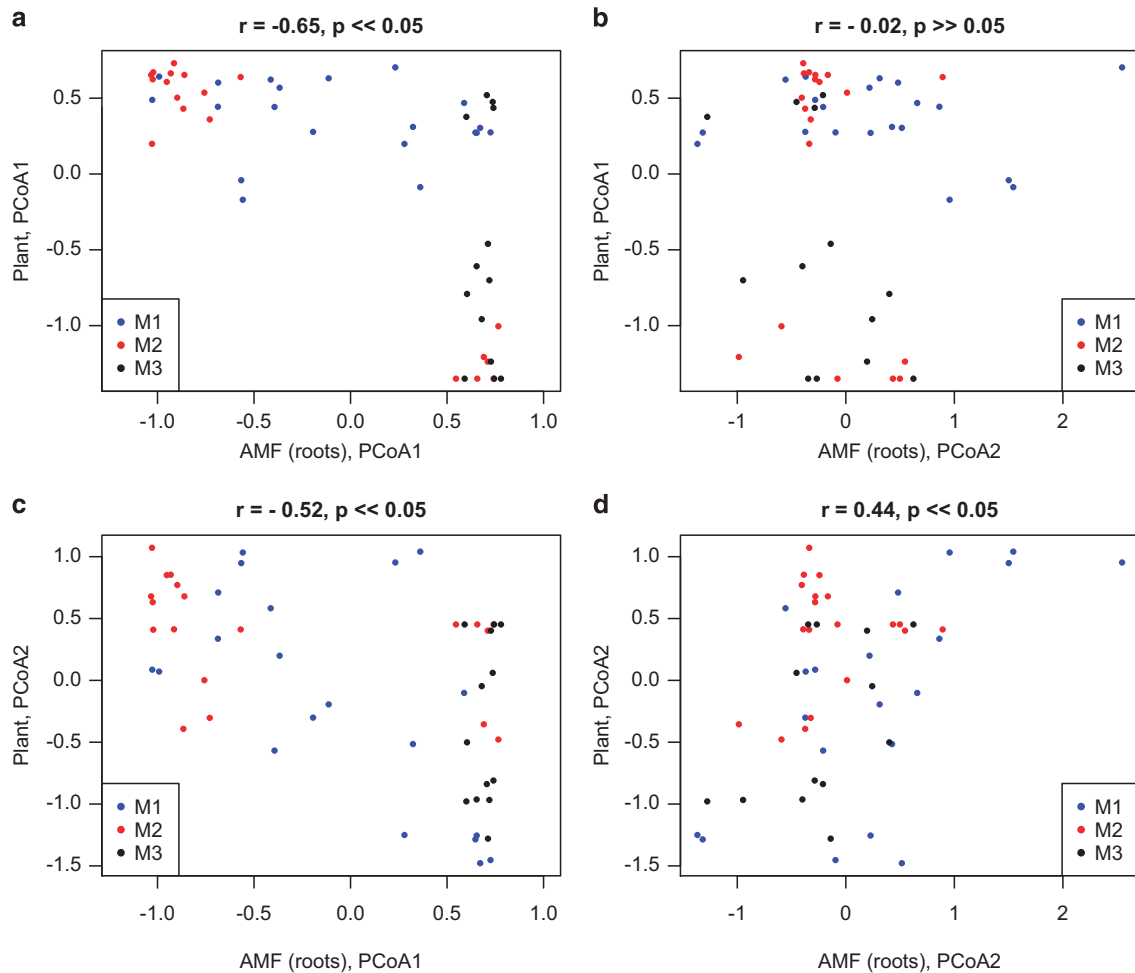 a
r = -0.65, p << 0.05
Plant, PCoA1
0.5
0.0
-0.5
-1.0
M1
M2
M3
-1.0 -0.5 0.0 0.5 1.0
AMF (roots), PCoA1
b
r = - 0.02, p >> 0.05
Plant, PCoA1
0.5
0.0
-0.5
-1.0
M1
M2
M3
-1 0 1 2
AMF (roots), PCoA2
c
r = - 0.52, p << 0.05
Plant, PCoA2
1.0
0.5
0.0
-0.5
-1.0
-1.5
M1
M2
M3
-1.0 -0.5 0.0 0.5 1.0
AMF (roots), PCoA1
d
r = 0.44, p << 0.05
Plant, PCoA2
1.0
0.5
0.0
-0.5
-1.0
-1.5
M1
M2
M3
-1 0 1 2
AMF (roots), PCoA2